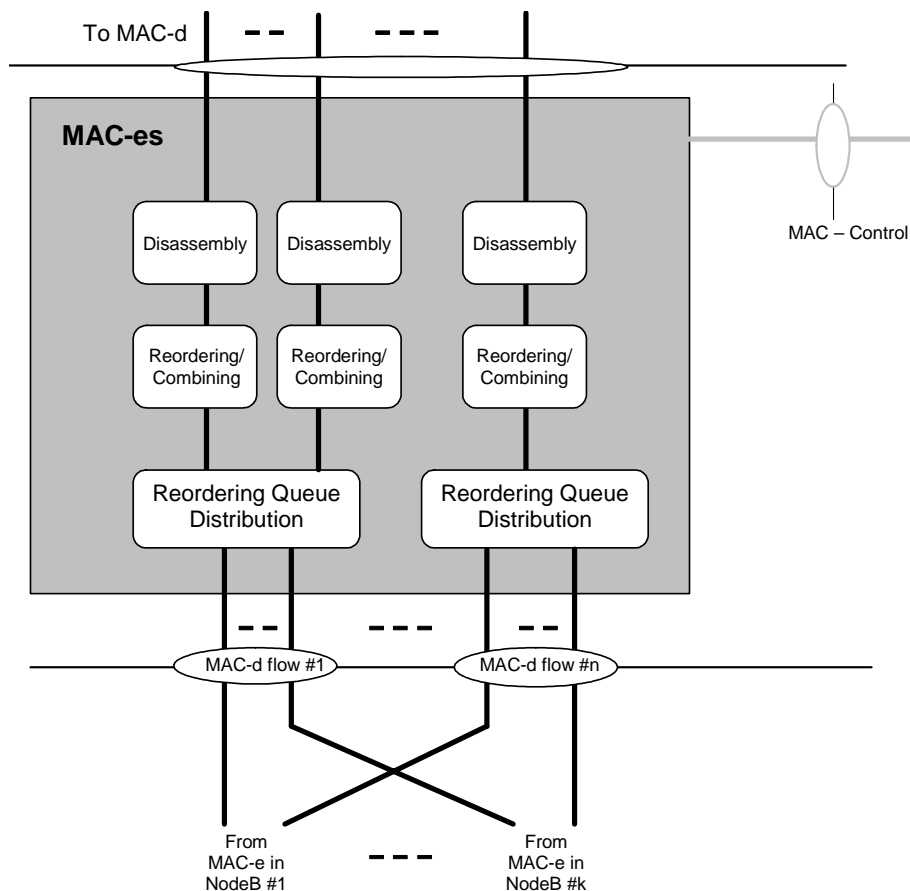 To MAC-d
MAC-es
MAC – Control
Disassembly
Disassembly
Disassembly
Reordering/
Combining
Reordering/
Combining
Reordering/
Combining
Reordering Queue
Distribution
Reordering Queue
Distribution
MAC-d flow #1
MAC-d flow #n
From
MAC-e in
NodeB #1
From
MAC-e in
NodeB #k